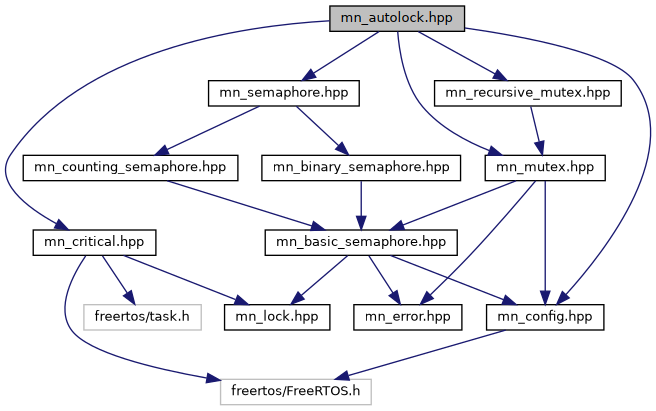 mn_autolock.hpp
mn_semaphore.hpp
mn_recursive_mutex.hpp
mn_counting_semaphore.hpp
mn_binary_semaphore.hpp
mn_mutex.hpp
mn_critical.hpp
mn_basic_semaphore.hpp
freertos/task.h
mn_lock.hpp
mn_error.hpp
mn_config.hpp
freertos/FreeRTOS.h